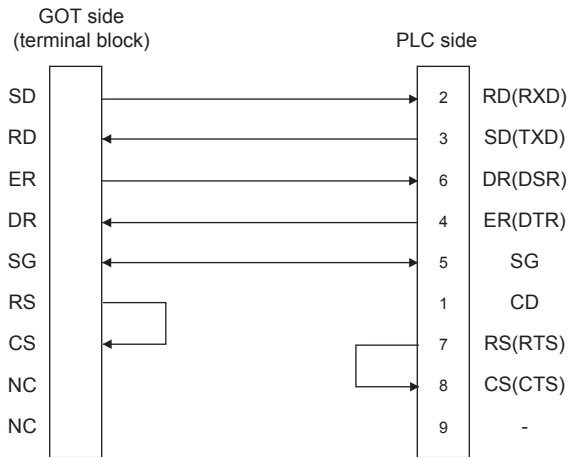 GOT side
(terminal block)
PLC side
SD 2 RD(RXD)
RD 3 SD(TXD)
ER 6 DR(DSR)
DR 4 ER(DTR)
SG 5 SG
RS 1 CD
CS 7 RS(RTS)
NC 8 CS(CTS)
NC 9 -